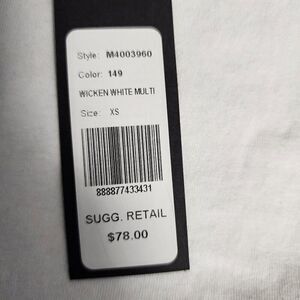 Style: M4003960
Color: 149
WICKEN WHITE MULTI
Size: XS
888877433431
SUGG. RETAIL
$78.00